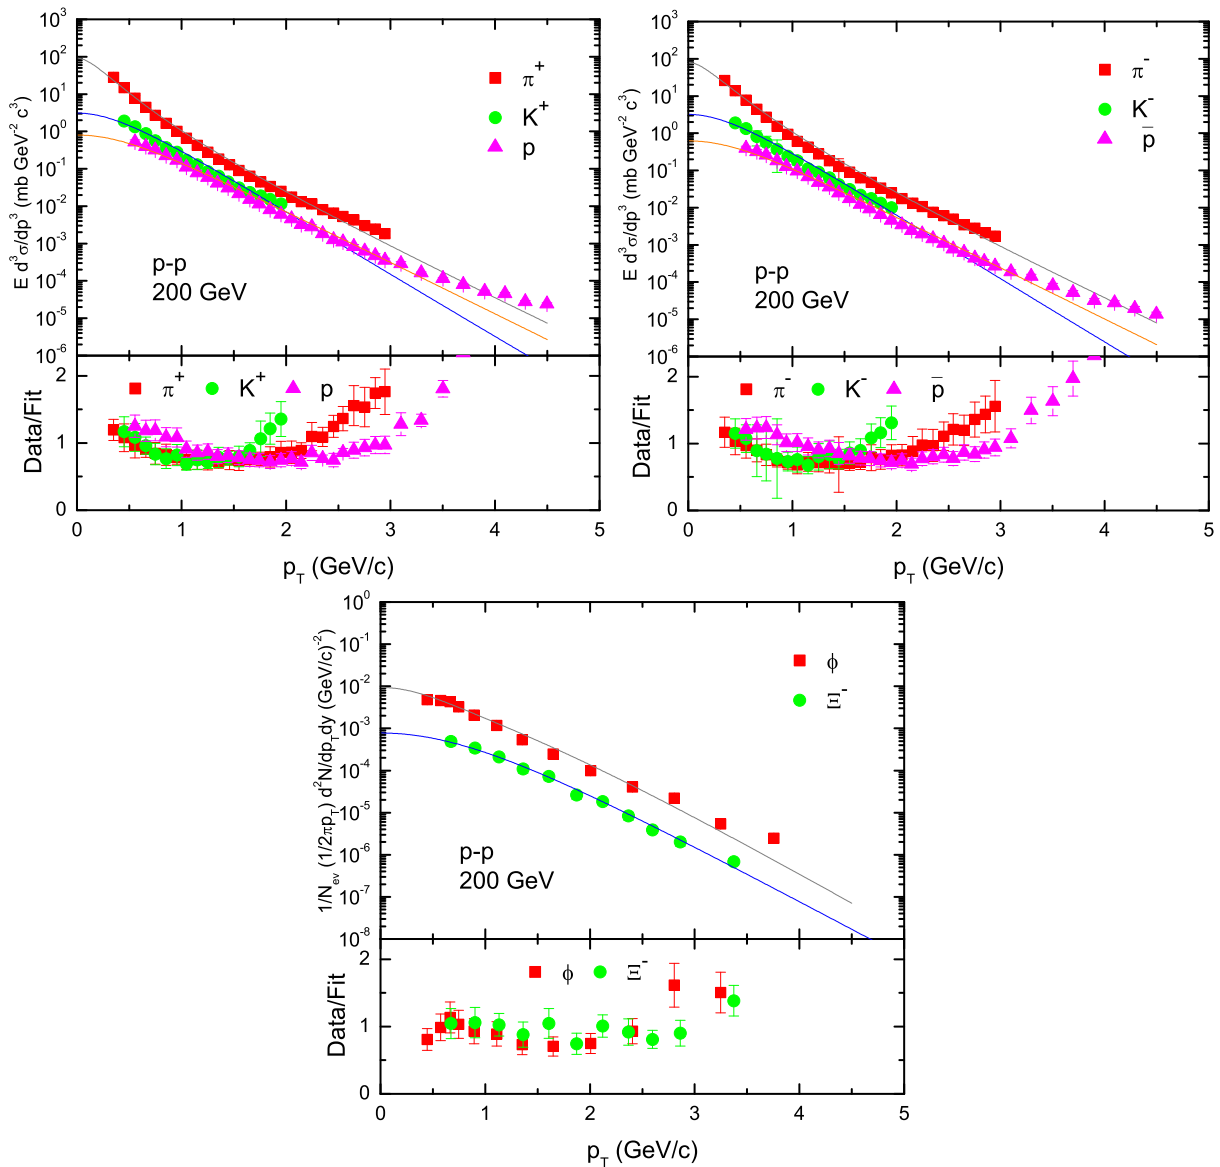 10³
10²
10¹
10⁰
10⁻¹
10⁻²
10⁻³
10⁻⁴
10⁻⁵
10⁻⁶
E d³σ/dp³ (mb GeV⁻² c³)
π⁺
K⁺
p
p-p
200 GeV
2
1
0
Data/Fit
π⁺ K⁺ p
0 1 2 3 4 5
p_T (GeV/c)
10³
10²
10¹
10⁰
10⁻¹
10⁻²
10⁻³
10⁻⁴
10⁻⁵
10⁻⁶
E d³σ/dp³ (mb GeV⁻² c³)
π⁻
K⁻
p̄
p-p
200 GeV
2
1
0
Data/Fit
π⁻ K⁻ p̄
0 1 2 3 4 5
p_T (GeV/c)
10⁰
10⁻¹
10⁻²
10⁻³
10⁻⁴
10⁻⁵
10⁻⁶
10⁻⁷
10⁻⁸
1/N_ev (1/2πp_T) d²N/dp_Tdy (GeV/c)⁻²
ϕ
Ξ⁻
p-p
200 GeV
2
1
0
Data/Fit
ϕ Ξ⁻
0 1 2 3 4 5
p_T (GeV/c)